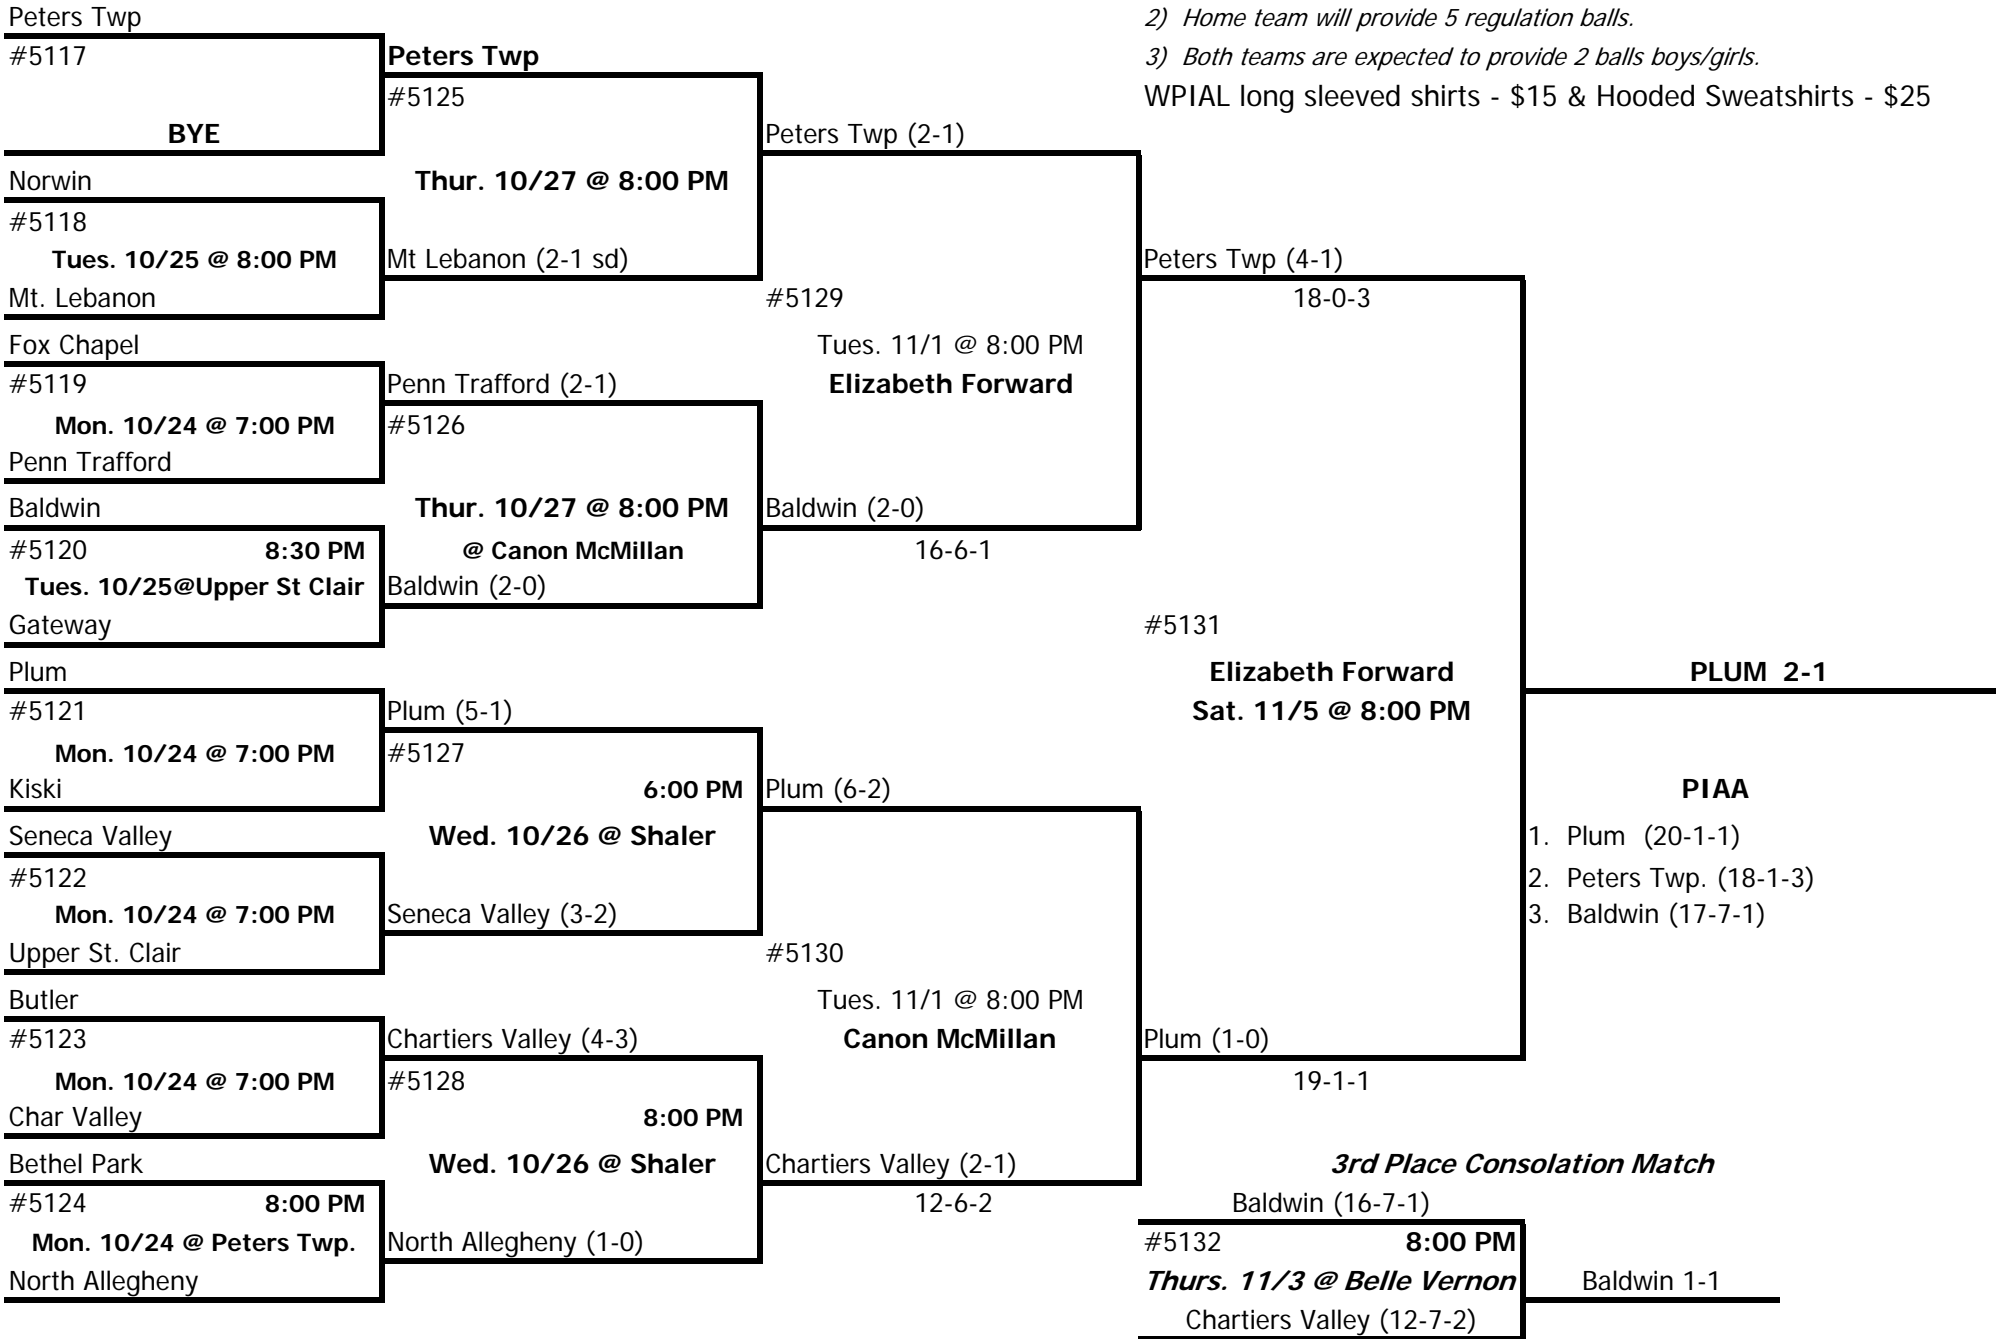 Peters Twp
#5117
BYE
Norwin
#5118
Tues. 10/25 @ 8:00 PM
Mt. Lebanon
Fox Chapel
#5119
Mon. 10/24 @ 7:00 PM
Penn Trafford
Baldwin
#5120 8:30 PM
Tues. 10/25@Upper St Clair
Gateway
Plum
#5121
Mon. 10/24 @ 7:00 PM
Kiski
Seneca Valley
#5122
Mon. 10/24 @ 7:00 PM
Upper St. Clair
Butler
#5123
Mon. 10/24 @ 7:00 PM
Char Valley
Bethel Park
#5124 8:00 PM
Mon. 10/24 @ Peters Twp.
North Allegheny
Peters Twp
#5125
Thur. 10/27 @ 8:00 PM
Mt Lebanon (2-1 sd)
Penn Trafford (2-1)
#5126
Thur. 10/27 @ 8:00 PM
@ Canon McMillan
Baldwin (2-0)
Plum (5-1)
#5127
6:00 PM
Wed. 10/26 @ Shaler
Seneca Valley (3-2)
Chartiers Valley (4-3)
#5128
8:00 PM
Wed. 10/26 @ Shaler
North Allegheny (1-0)
Peters Twp (2-1)
#5129
Tues. 11/1 @ 8:00 PM
Elizabeth Forward
Baldwin (2-0)
16-6-1
Plum (6-2)
#5130
Tues. 11/1 @ 8:00 PM
Canon McMillan
Chartiers Valley (2-1)
12-6-2
2) Home team will provide 5 regulation balls.
3) Both teams are expected to provide 2 balls boys/girls.
WPIAL long sleeved shirts - $15 & Hooded Sweatshirts - $25
Peters Twp (4-1)
18-0-3
#5131
Elizabeth Forward
Sat. 11/5 @ 8:00 PM
Plum (1-0)
19-1-1
PLUM 2-1
PIAA
1. Plum (20-1-1)
2. Peters Twp. (18-1-3)
3. Baldwin (17-7-1)
3rd Place Consolation Match
Baldwin (16-7-1)
#5132 8:00 PM
Thurs. 11/3 @ Belle Vernon
Chartiers Valley (12-7-2)
Baldwin 1-1